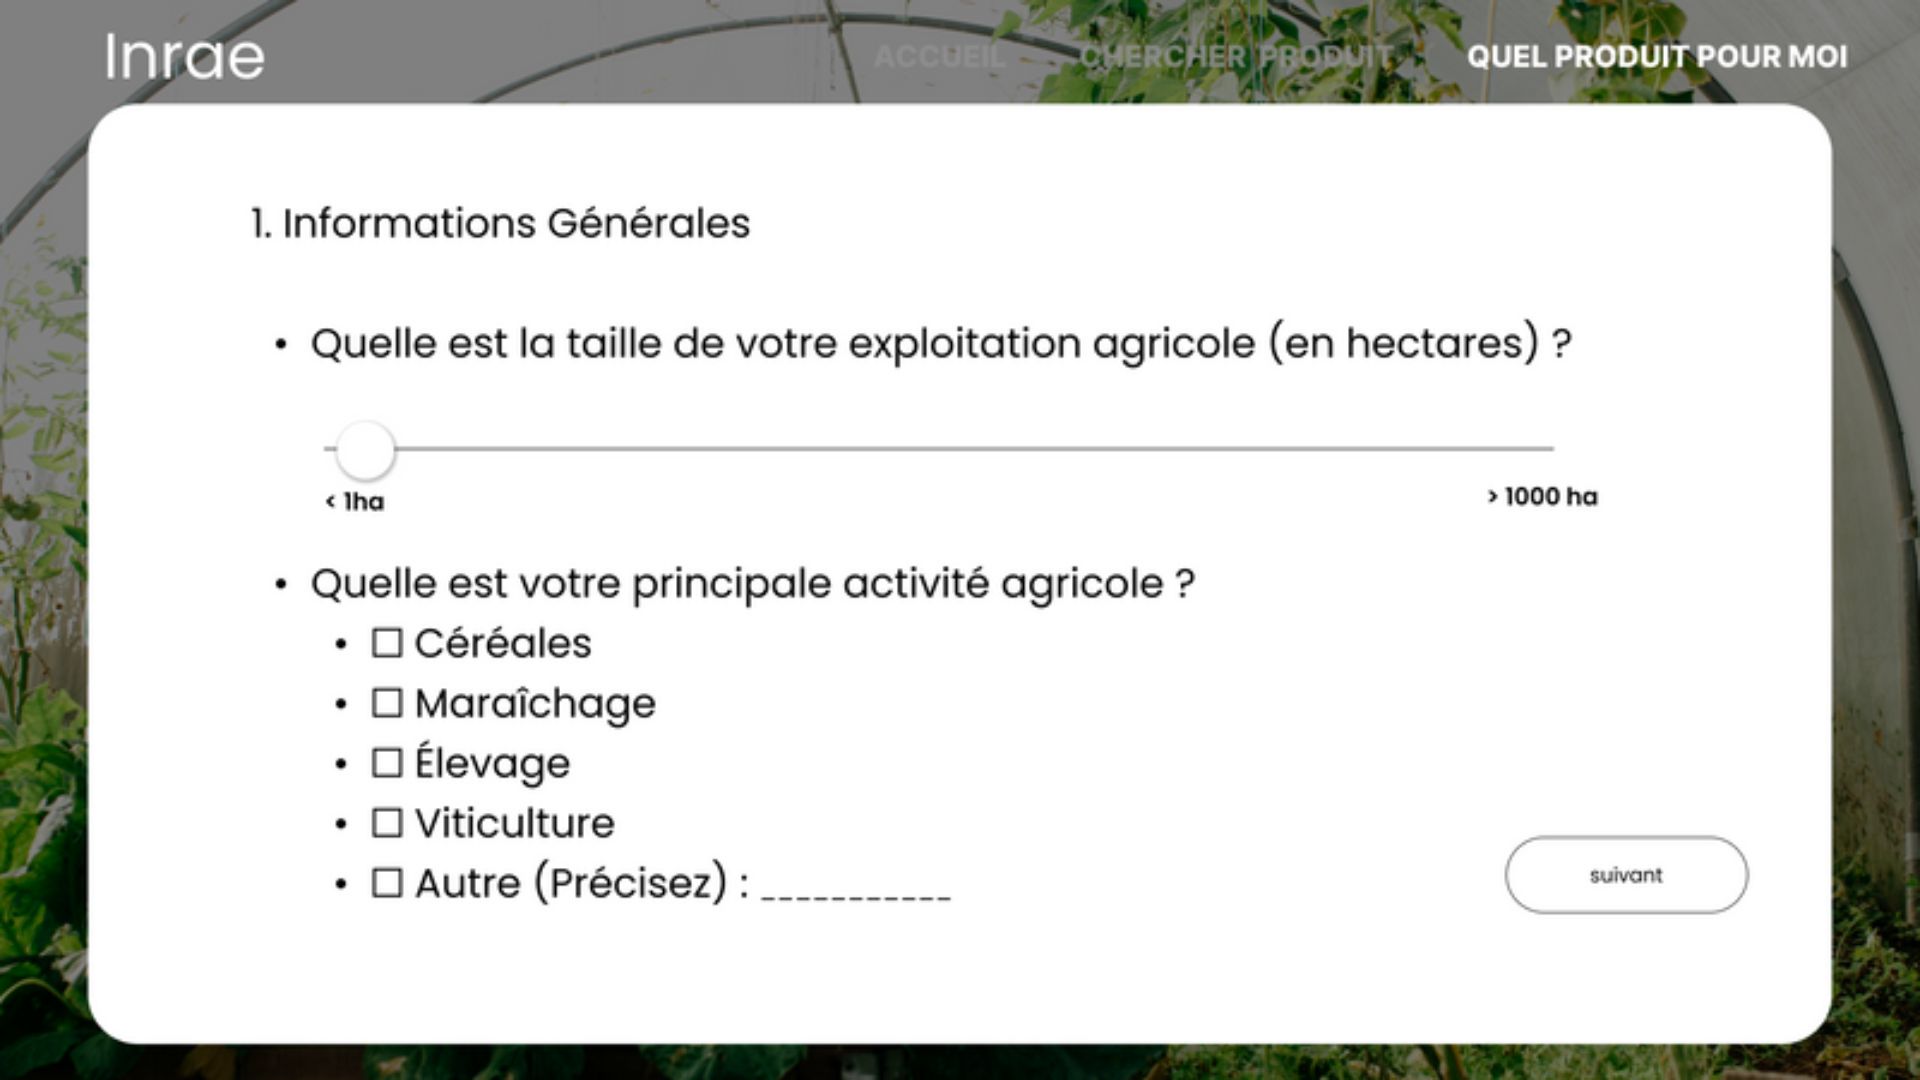 Inrae
ACCUEIL
CHERCHER PRODUIT
QUEL PRODUIT POUR MOI
1. Informations Générales
• Quelle est la taille de votre exploitation agricole (en hectares) ?
< 1ha
> 1000 ha
• Quelle est votre principale activité agricole ?
• ☐ Céréales
• ☐ Maraîchage
• ☐ Élevage
• ☐ Viticulture
• ☐ Autre (Précisez) : ___________
suivant